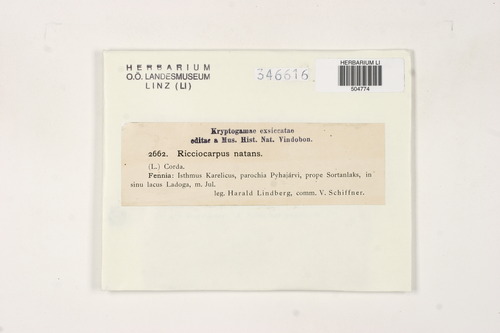 HERBARIUM
O.Ö. LANDESMUSEUM
LINZ (LI)
346616
HERBARIUM LI
504774
Kryptogamae exsiccatae
editae a Mus. Hist. Nat. Vindobon.
2662. Ricciocarpus natans.
(L.) Corda.
Fennia: Isthmus Karelicus, parochia Pyhajärvi, prope Sortanlaks, in
sinu lacus Ladoga, m. Jul.
leg. Harald Lindberg, comm. V. Schiffner.